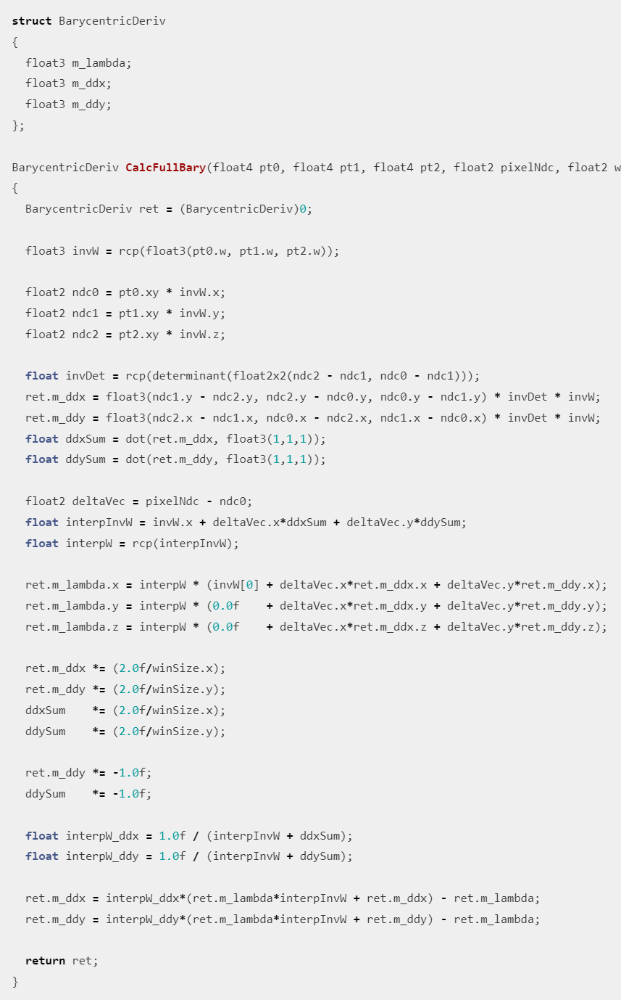 struct BarycentricDeriv
{
  float3 m_lambda;
  float3 m_ddx;
  float3 m_ddy;
};

BarycentricDeriv CalcFullBary(float4 pt0, float4 pt1, float4 pt2, float2 pixelNdc, float2 w
{
  BarycentricDeriv ret = (BarycentricDeriv)0;

  float3 invW = rcp(float3(pt0.w, pt1.w, pt2.w));

  float2 ndc0 = pt0.xy * invW.x;
  float2 ndc1 = pt1.xy * invW.y;
  float2 ndc2 = pt2.xy * invW.z;

  float invDet = rcp(determinant(float2x2(ndc2 - ndc1, ndc0 - ndc1)));
  ret.m_ddx = float3(ndc1.y - ndc2.y, ndc2.y - ndc0.y, ndc0.y - ndc1.y) * invDet * invW;
  ret.m_ddy = float3(ndc2.x - ndc1.x, ndc0.x - ndc2.x, ndc1.x - ndc0.x) * invDet * invW;
  float ddxSum = dot(ret.m_ddx, float3(1,1,1));
  float ddySum = dot(ret.m_ddy, float3(1,1,1));

  float2 deltaVec = pixelNdc - ndc0;
  float interpInvW = invW.x + deltaVec.x*ddxSum + deltaVec.y*ddySum;
  float interpW = rcp(interpInvW);

  ret.m_lambda.x = interpW * (invW[0] + deltaVec.x*ret.m_ddx.x + deltaVec.y*ret.m_ddy.x);
  ret.m_lambda.y = interpW * (0.0f    + deltaVec.x*ret.m_ddx.y + deltaVec.y*ret.m_ddy.y);
  ret.m_lambda.z = interpW * (0.0f    + deltaVec.x*ret.m_ddx.z + deltaVec.y*ret.m_ddy.z);

  ret.m_ddx *= (2.0f/winSize.x);
  ret.m_ddy *= (2.0f/winSize.y);
  ddxSum    *= (2.0f/winSize.x);
  ddySum    *= (2.0f/winSize.y);

  ret.m_ddy *= -1.0f;
  ddySum    *= -1.0f;

  float interpW_ddx = 1.0f / (interpInvW + ddxSum);
  float interpW_ddy = 1.0f / (interpInvW + ddySum);

  ret.m_ddx = interpW_ddx*(ret.m_lambda*interpInvW + ret.m_ddx) - ret.m_lambda;
  ret.m_ddy = interpW_ddy*(ret.m_lambda*interpInvW + ret.m_ddy) - ret.m_lambda;

  return ret;
}